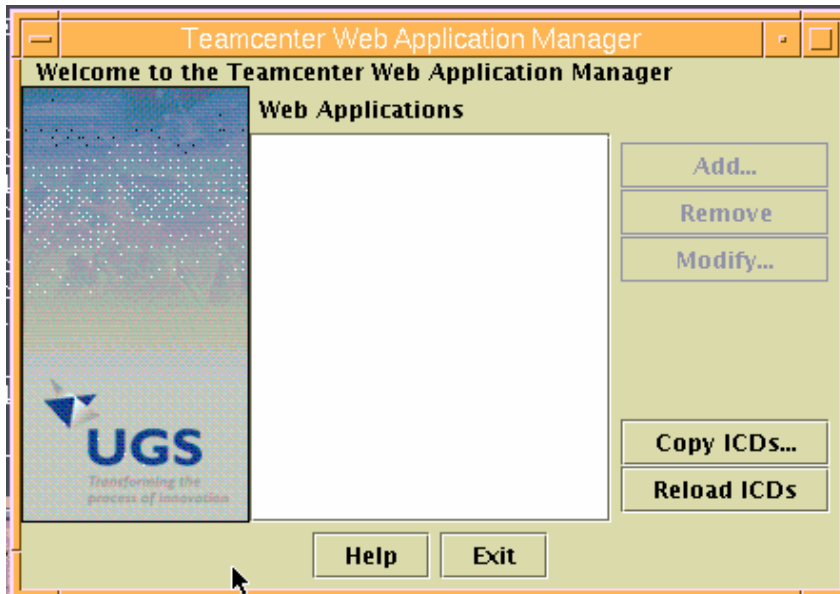 Teamcenter Web Application Manager
Welcome to the Teamcenter Web Application Manager
Web Applications
Add...
Remove
Modify...
UGS
Transforming the
process of innovation
Copy ICDs...
Reload ICDs
Help
Exit